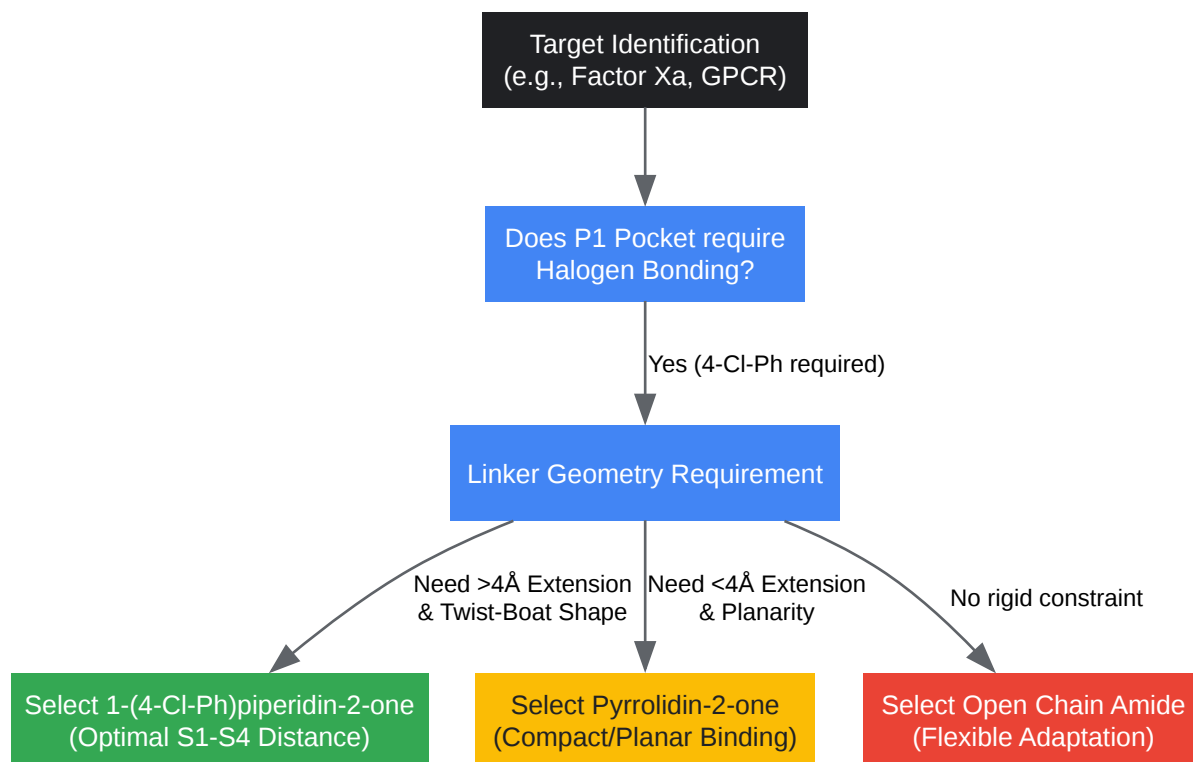 Target Identification
(e.g., Factor Xa, GPCR)
Does P1 Pocket require
Halogen Bonding?
Yes (4-Cl-Ph required)
Linker Geometry Requirement
Need >4Å Extension
& Twist-Boat Shape
Need <4Å Extension
& Planarity
No rigid constraint
Select 1-(4-Cl-Ph)piperidin-2-one
(Optimal S1-S4 Distance)
Select Pyrrolidin-2-one
(Compact/Planar Binding)
Select Open Chain Amide
(Flexible Adaptation)